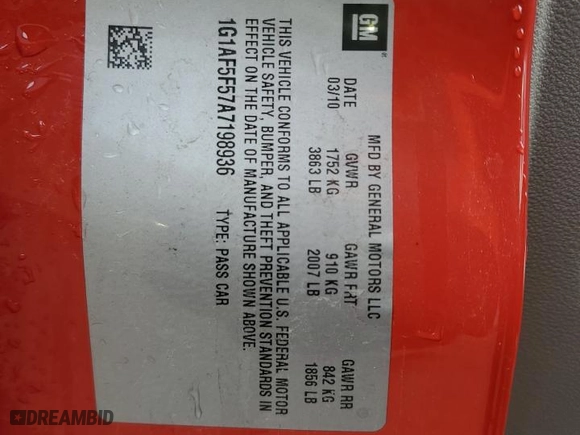 GM®
MFD BY GENERAL MOTORS LLC
DATE GVWR GAWR FRT GAWR RR
03/10 1752 KG 910 KG 842 KG
3863 LB 2007 LB 1856 LB
THIS VEHICLE CONFORMS TO ALL APPLICABLE U.S. FEDERAL MOTOR
VEHICLE SAFETY, BUMPER, AND THEFT PREVENTION STANDARDS IN
EFFECT ON THE DATE OF MANUFACTURE SHOWN ABOVE.
1G1AF5F57A7198936 TYPE: PASS CAR
DREAMBID